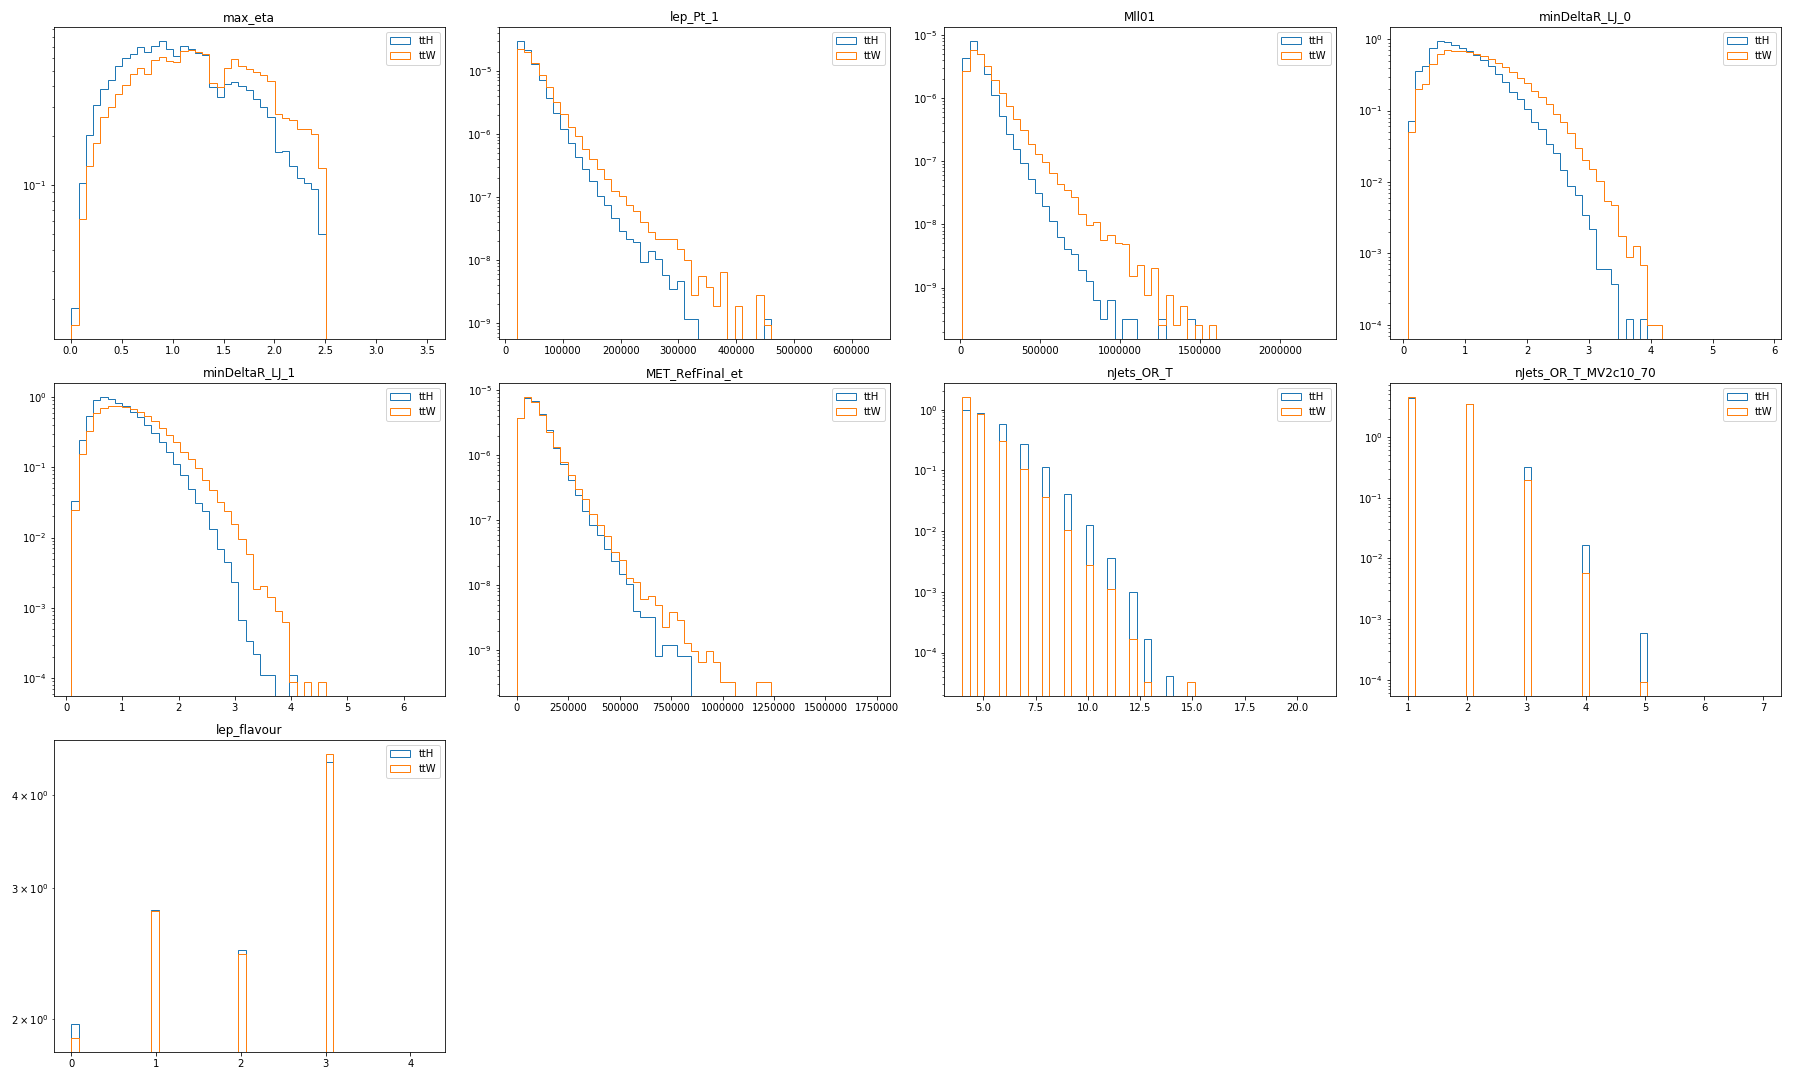 max_eta
ttH
ttW
10⁻¹
0.0 0.5 1.0 1.5 2.0 2.5 3.0 3.5
lep_Pt_1
ttH
ttW
10⁻⁵
10⁻⁶
10⁻⁷
10⁻⁸
10⁻⁹
0 100000 200000 300000 400000 500000 600000
Mll01
ttH
ttW
10⁻⁵
10⁻⁶
10⁻⁷
10⁻⁸
10⁻⁹
0 500000 1000000 1500000 2000000
minDeltaR_LJ_0
ttH
ttW
10⁰
10⁻¹
10⁻²
10⁻³
10⁻⁴
0 1 2 3 4 5 6
minDeltaR_LJ_1
ttH
ttW
10⁰
10⁻¹
10⁻²
10⁻³
10⁻⁴
0 1 2 3 4 5 6
MET_RefFinal_et
ttH
ttW
10⁻⁵
10⁻⁶
10⁻⁷
10⁻⁸
10⁻⁹
0 250000 500000 750000 1000000 1250000 1500000 1750000
nJets_OR_T
ttH
ttW
10⁰
10⁻¹
10⁻²
10⁻³
10⁻⁴
5.0 7.5 10.0 12.5 15.0 17.5 20.0
nJets_OR_T_MV2c10_70
ttH
ttW
10⁰
10⁻¹
10⁻²
10⁻³
10⁻⁴
1 2 3 4 5 6 7
lep_flavour
ttH
ttW
4 × 10⁰
3 × 10⁰
2 × 10⁰
0 1 2 3 4